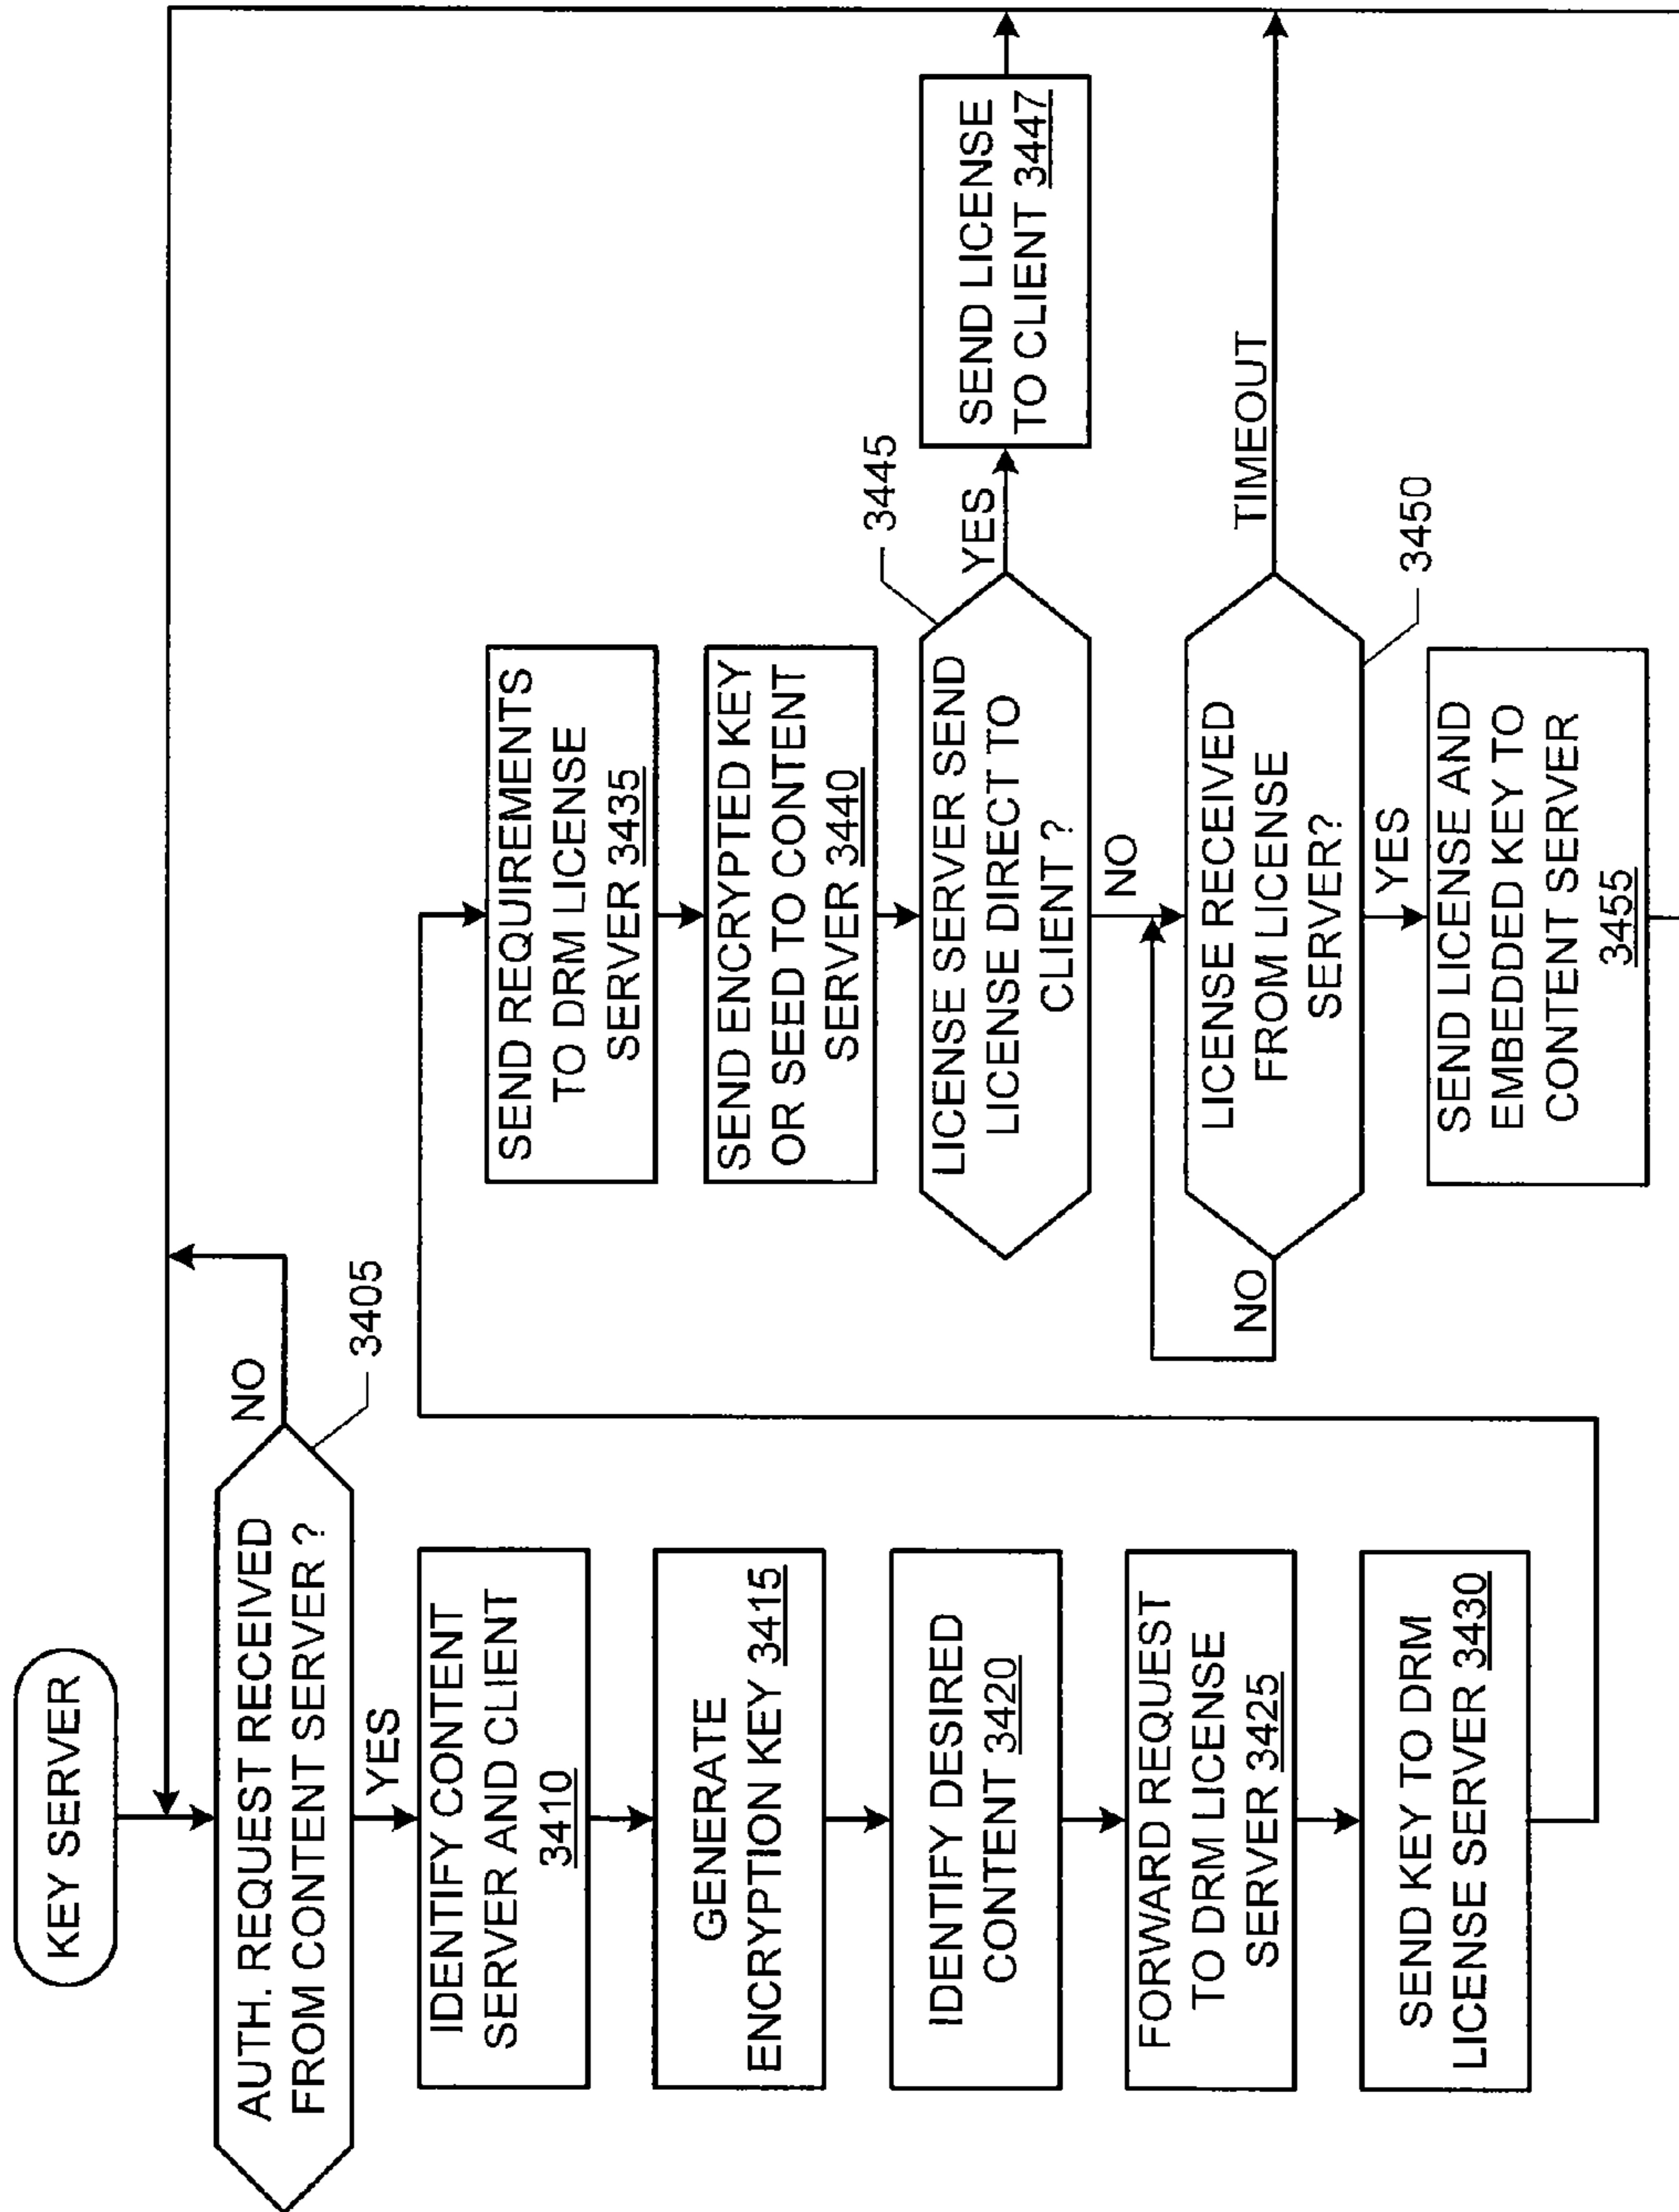 KEY SERVER
AUTH. REQUEST RECEIVED
FROM CONTENT SERVER ?
3405
NO
YES
IDENTIFY CONTENT
SERVER AND CLIENT
3410
GENERATE
ENCRYPTION KEY 3415
IDENTIFY DESIRED
CONTENT 3420
FORWARD REQUEST
TO DRM LICENSE
SERVER 3425
SEND KEY TO DRM
LICENSE SERVER 3430
SEND REQUIREMENTS
TO DRM LICENSE
SERVER 3435
SEND ENCRYPTED KEY
OR SEED TO CONTENT
SERVER 3440
LICENSE SERVER SEND
LICENSE DIRECT TO
CLIENT ?
3445
YES
SEND LICENSE
TO CLIENT 3447
NO
LICENSE RECEIVED
FROM LICENSE
SERVER?
3450
TIMEOUT
NO
YES
SEND LICENSE AND
EMBEDDED KEY TO
CONTENT SERVER
3455